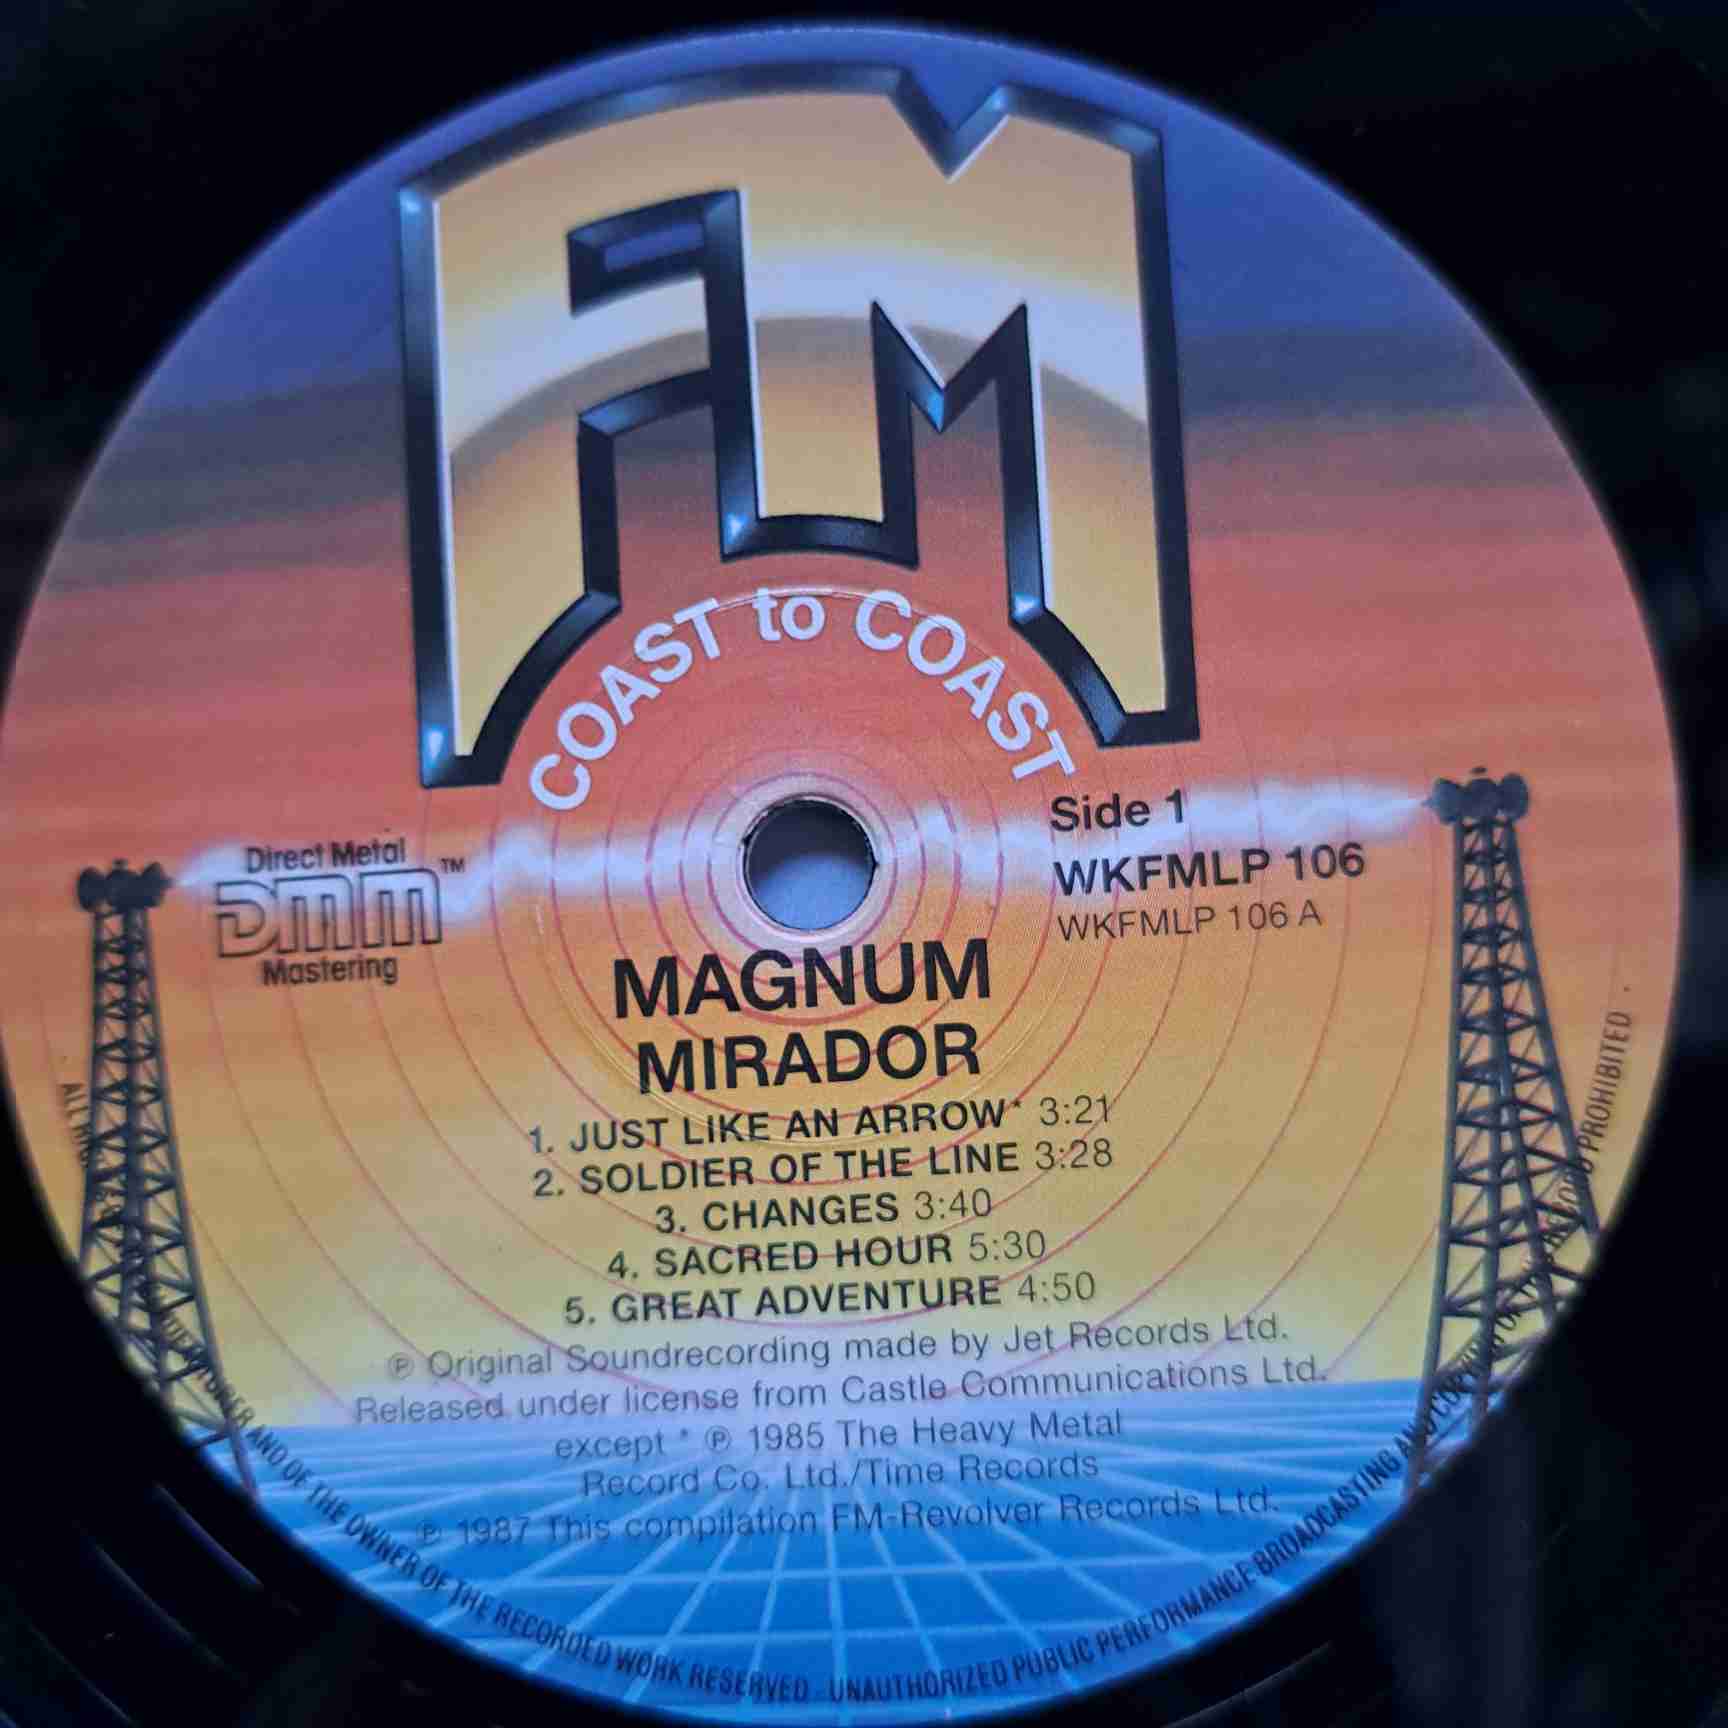 FM
COAST to COAST
Side 1
WKFMLP 106
WKFMLP 106 A
Direct Metal
DMM™
Mastering
MAGNUM
MIRADOR
1. JUST LIKE AN ARROW* 3:21
2. SOLDIER OF THE LINE 3:28
3. CHANGES 3:40
4. SACRED HOUR 5:30
5. GREAT ADVENTURE 4:50
℗ Original Soundrecording made by Jet Records Ltd.
Released under license from Castle Communications Ltd.
except * ℗ 1985 The Heavy Metal
Record Co. Ltd./Time Records
℗ 1987 This compilation FM-Revolver Records Ltd.
ALL AND OF THE OWNER OF THE RECORDED WORK RESERVED . UNAUTHORIZED PUBLIC PERFORMANCE BROADCASTING AND COPYING PROHIBITED .